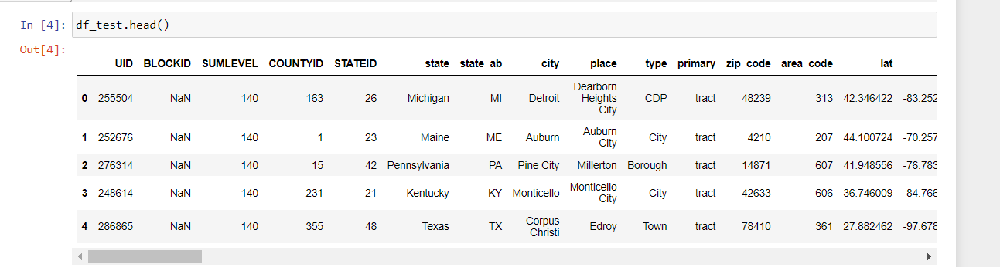 In [4]: df_test.head()
Out[4]:
UID BLOCKID SUMLEVEL COUNTYID STATEID state state_ab city place type primary zip_code area_code lat
0 255504 NaN 140 163 26 Michigan MI Detroit Dearborn Heights City CDP tract 48239 313 42.346422 -83.252
1 252676 NaN 140 1 23 Maine ME Auburn Auburn City City tract 4210 207 44.100724 -70.257
2 276314 NaN 140 15 42 Pennsylvania PA Pine City Millerton Borough tract 14871 607 41.948556 -76.783
3 248614 NaN 140 231 21 Kentucky KY Monticello Monticello City City tract 42633 606 36.746009 -84.766
4 286865 NaN 140 355 48 Texas TX Corpus Christi Edroy Town tract 78410 361 27.882462 -97.678